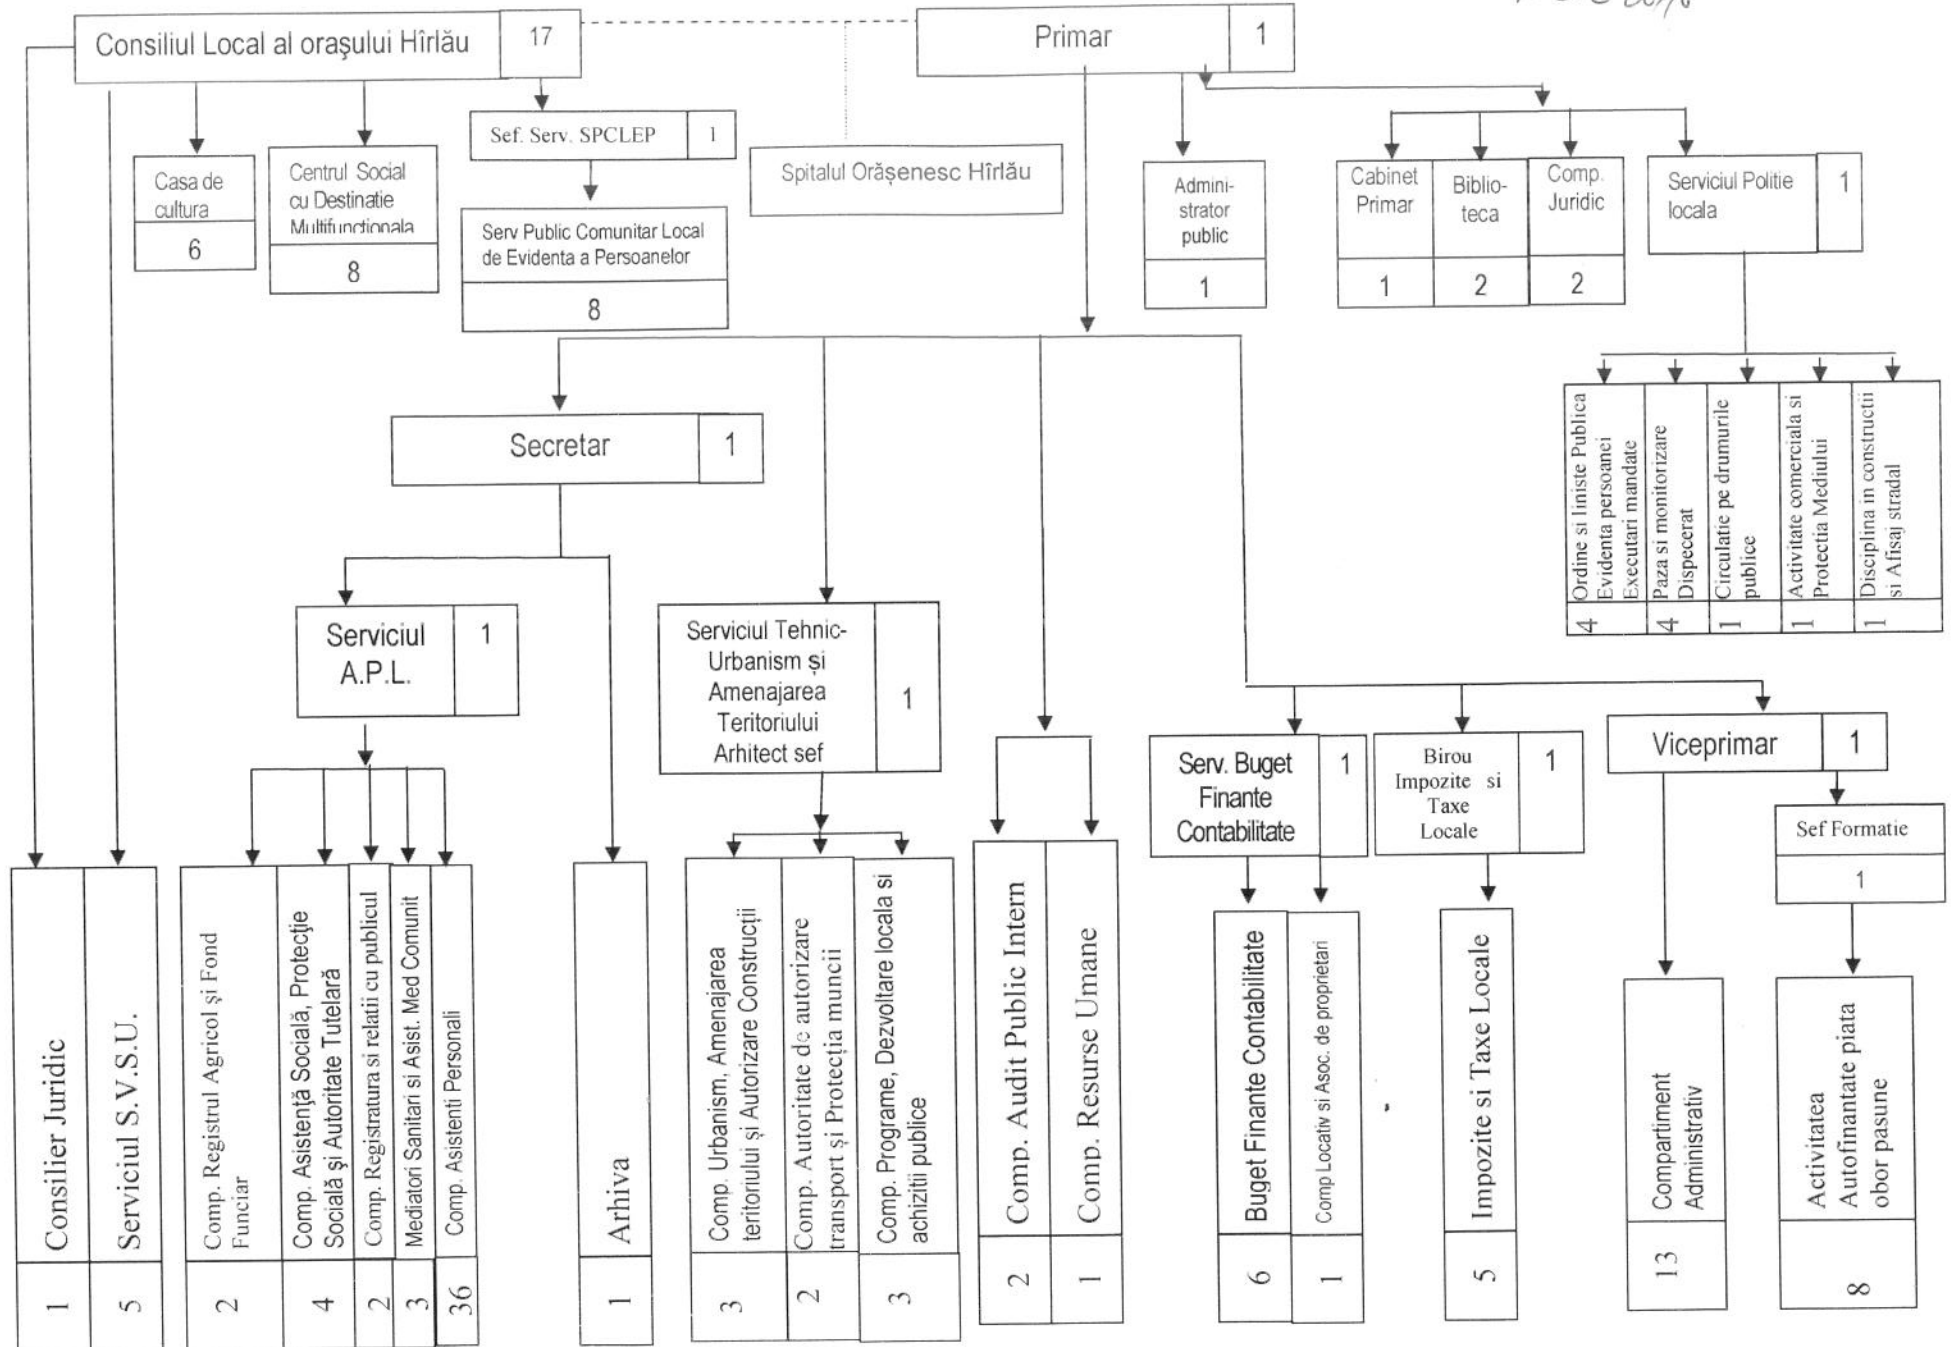 Consiliul Local al oraşului Hîrlău
17
Primar
1
Sef. Serv. SPCLEP
1
Casa de
cultura
6
Centrul Social
cu Destinatie
Multifunctionala
8
Serv Public Comunitar Local
de Evidenta a Persoanelor
8
Spitalul Orășenesc Hîrlău
Admini-
strator
public
1
Cabinet
Primar
1
Biblio-
teca
2
Comp.
Juridic
2
Serviciul Politie
locala
1
Ordine si liniste Publica
Evidenta persoanei
Executari mandate
4
Paza si monitorizare
Dispecerat
4
Circulatie pe drumurile
publice
1
Activitate comerciala si
Protectia Mediului
1
Disciplina in constructii
si Afisaj stradal
1
Secretar
1
Serviciul
A.P.L.
1
Serviciul Tehnic-
Urbanism și
Amenajarea
Teritoriului
Arhitect sef
1
Serv. Buget
Finante
Contabilitate
1
Birou
Impozite si
Taxe
Locale
1
Viceprimar
1
Sef Formatie
1
Consilier Juridic
1
Serviciul S.V.S.U.
5
Comp. Registrul Agricol şi Fond
Funciar
2
Comp. Asistenţă Socială, Protecţie
Socială şi Autoritate Tutelară
4
Comp. Registratura si relatii cu publicul
2
Mediatori Sanitari si Asist. Med Comunit
3
Comp. Asistenti Personali
36
Arhiva
1
Comp. Urbanism, Amenajarea
teritoriului și Autorizare Construcții
3
Comp. Autoritate de autorizare
transport și Protecția muncii
2
Comp. Programe, Dezvoltare locala si
achizitii publice
3
Comp. Audit Public Intern
2
Comp. Resurse Umane
1
Buget Finante Contabilitate
6
Comp Locativ si Asoc. de proprietari
1
Impozite si Taxe Locale
5
Compartiment
Administrativ
13
Activitatea
Autofinantate piata
obor pasune
8